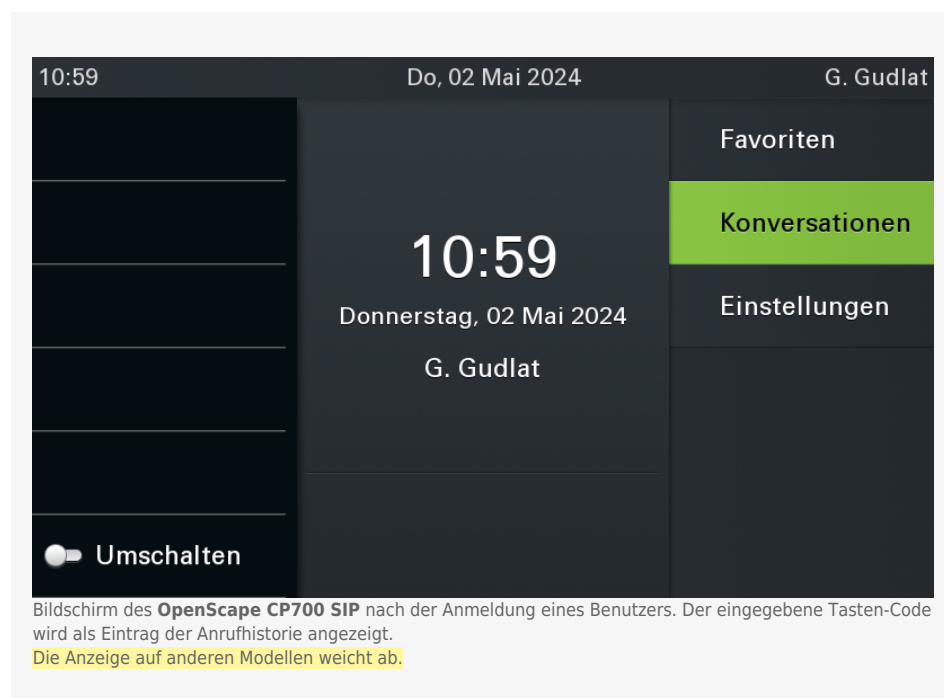 10:59 Do, 02 Mai 2024 G. Gudlat
Favoriten
Konversationen
10:59
Einstellungen
Donnerstag, 02 Mai 2024
G. Gudlat
Umschalten
Bildschirm des OpenScape CP700 SIP nach der Anmeldung eines Benutzers. Der eingegebene Tasten-Code
wird als Eintrag der Anrufhistorie angezeigt.
Die Anzeige auf anderen Modellen weicht ab.